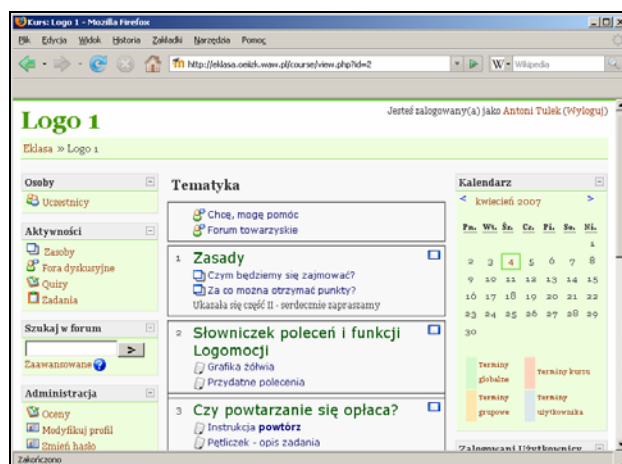 Kurs: Logo 1 - Mozilla Firefox
Plik Edycja Widok Historia Zakładki Narzędzia Pomoc
http://eklasa.oeiizk.waw.pl/course/view.php?id=2
Wikipedia
Jesteś zalogowany(a) jako Antoni Tulek (Wyloguj)
Logo 1
Eklasa » Logo 1
Osoby
Uczestnicy
Aktywności
Zasoby
Fora dyskusyjne
Quizy
Zadania
Szukaj w forum
>
Zaawansowane
Administracja
Oceny
Modyfikuj profil
Zmień hasło
Tematyka
Chcę, mogę pomóc
Forum towarzyskie
1 Zasady
Czym będziemy się zajmować?
Za co można otrzymać punkty?
Ukazała się część II - serdecznie zapraszamy
2 Słowniczek poleceń i funkcji
Logomocji
Grafika żółwia
Przydatne polecenia
3 Czy powtarzanie się opłaca?
Instrukcja powtórz
Pętliczek - opis zadania
Kalendarz
< kwiecień 2007 >
Pn. Wt. Śr. Cz. Pi. So. Ni.
1
2 3 4 5 6 7 8
9 10 11 12 13 14 15
16 17 18 19 20 21 22
23 24 25 26 27 28 29
30
Terminy globalne
Terminy kursu
Terminy grupowe
Terminy użytkownika
Zalogowani Użytkownicy
Zakończono